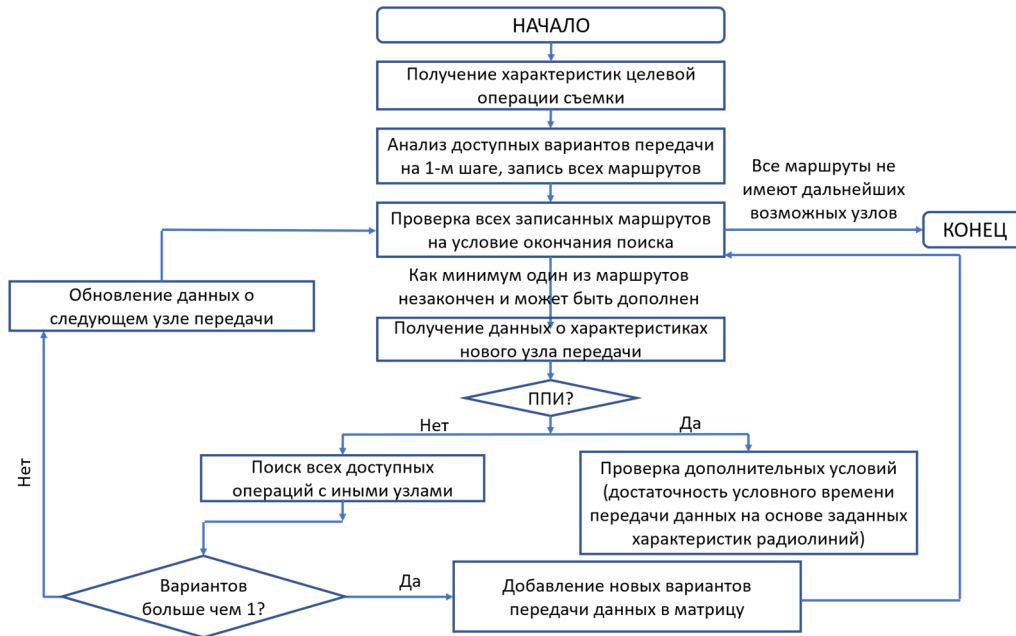 НАЧАЛО
Получение характеристик целевой
операции съемки
Анализ доступных вариантов передачи
на 1-м шаге, запись всех маршрутов
Все маршруты не
имеют дальнейших
возможных узлов
Проверка всех записанных маршрутов
на условие окончания поиска
КОНЕЦ
Как минимум один из маршрутов
незакончен и может быть дополнен
Обновление данных о
следующем узле передачи
Получение данных о характеристиках
нового узла передачи
ППИ?
Нет
Да
Поиск всех доступных
операций с иными узлами
Проверка дополнительных условий
(достаточность условного времени
передачи данных на основе заданных
характеристик радиолиний)
Нет
Вариантов
больше чем 1?
Да
Добавление новых вариантов
передачи данных в матрицу